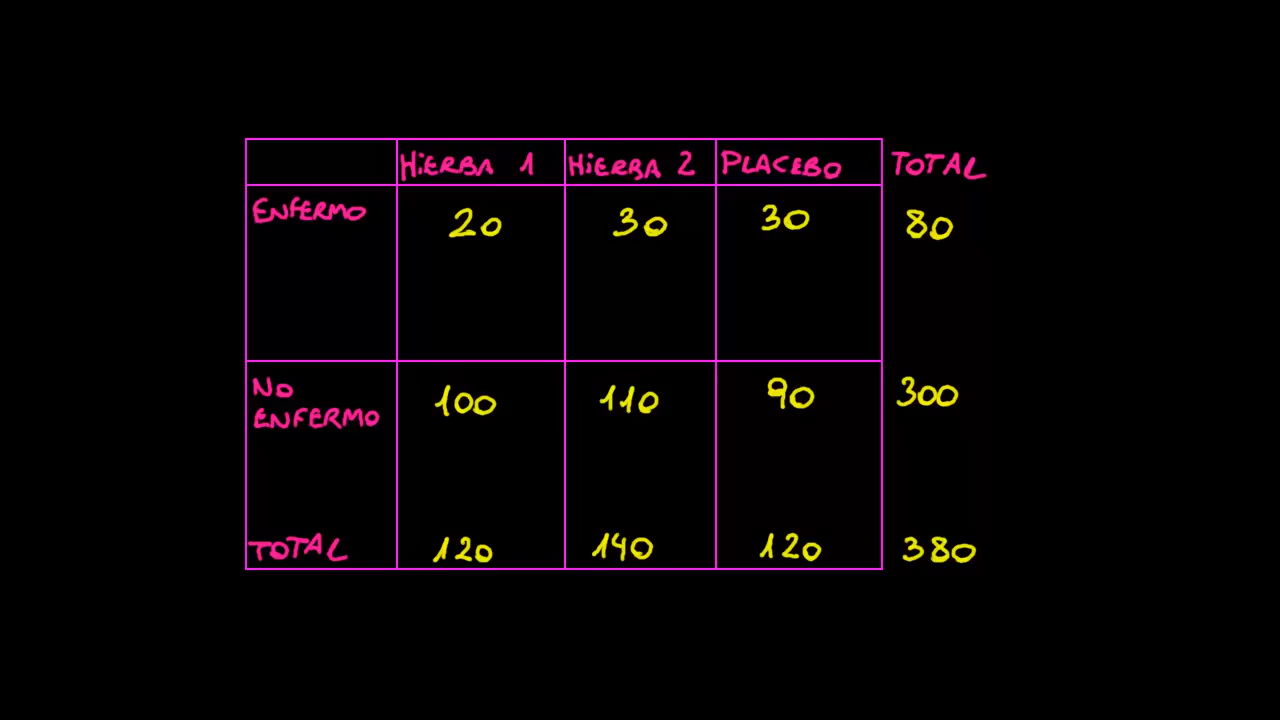 HIERBA 1 HIERBA 2 PLACEBO TOTAL
ENFERMO 20 30 30 80
NO
ENFERMO 100 110 90 300
TOTAL 120 140 120 380